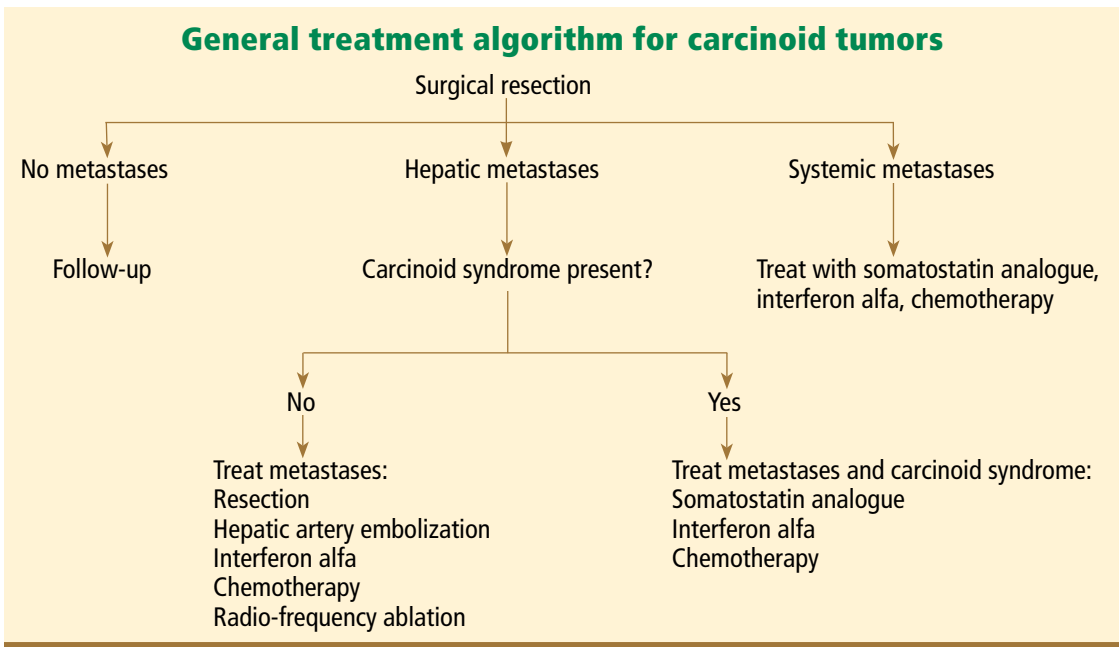 General treatment algorithm for carcinoid tumors
Surgical resection
No metastases
Hepatic metastases
Systemic metastases
Follow-up
Carcinoid syndrome present?
Treat with somatostatin analogue,
interferon alfa, chemotherapy
No
Yes
Treat metastases:
Resection
Hepatic artery embolization
Interferon alfa
Chemotherapy
Radio-frequency ablation
Treat metastases and carcinoid syndrome:
Somatostatin analogue
Interferon alfa
Chemotherapy